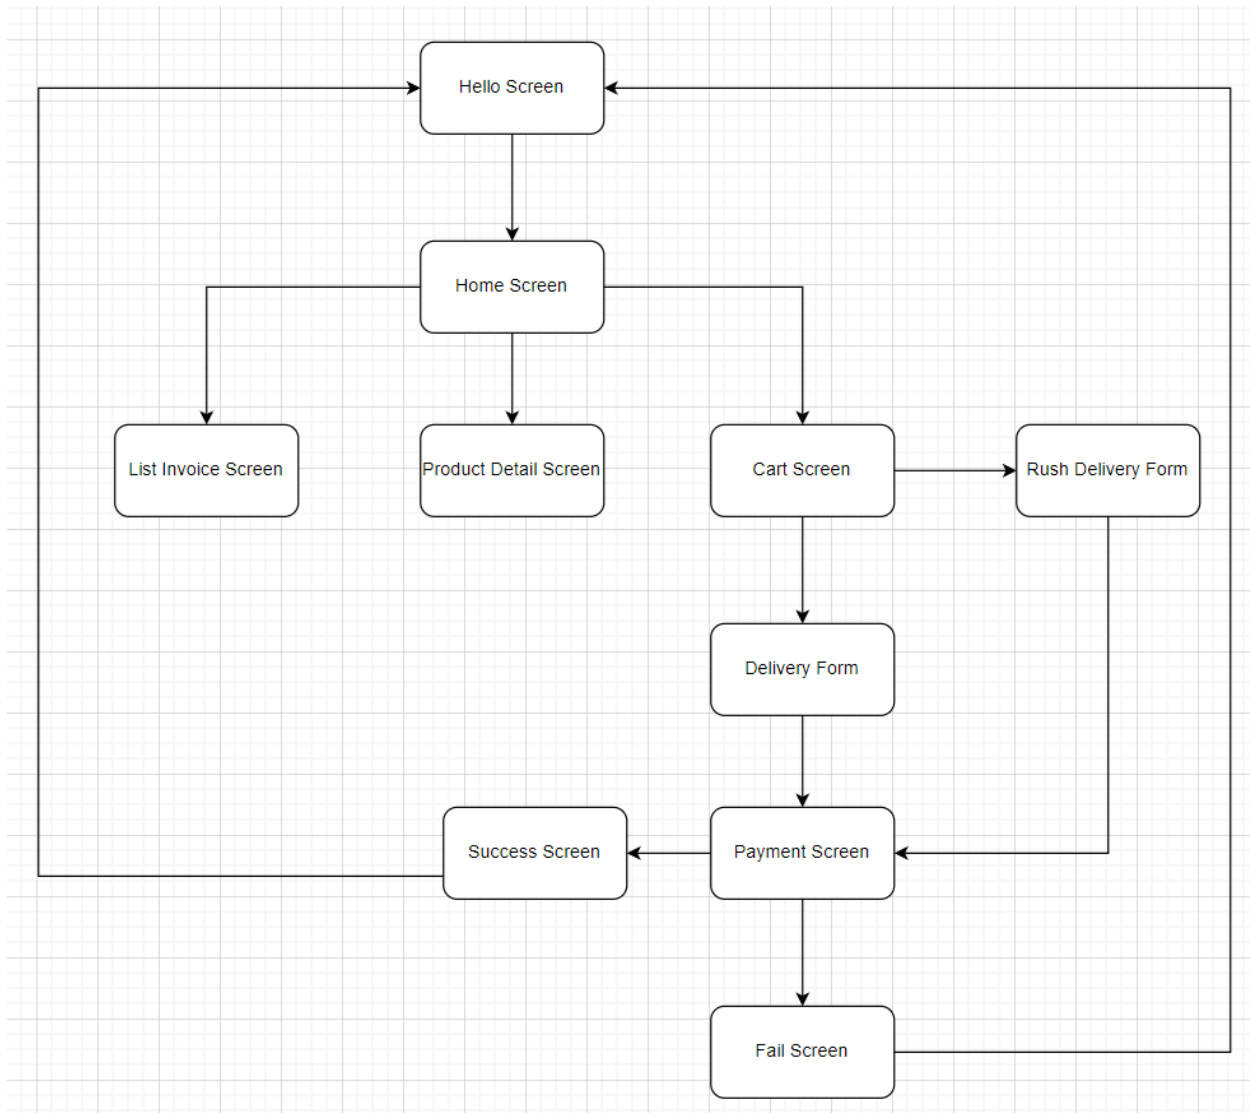 Hello Screen
Home Screen
List Invoice Screen
Product Detail Screen
Cart Screen
Rush Delivery Form
Delivery Form
Success Screen
Payment Screen
Fail Screen